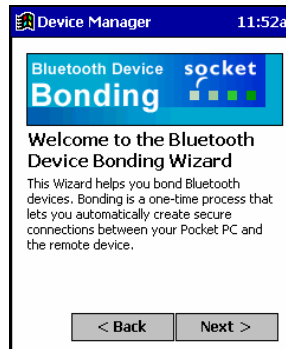 Device Manager 11:52a
Bluetooth Device
Bonding
socket
Welcome to the Bluetooth
Device Bonding Wizard
This Wizard helps you bond Bluetooth
devices. Bonding is a one-time process that
lets you automatically create secure
connections between your Pocket PC and
the remote device.
< Back Next >